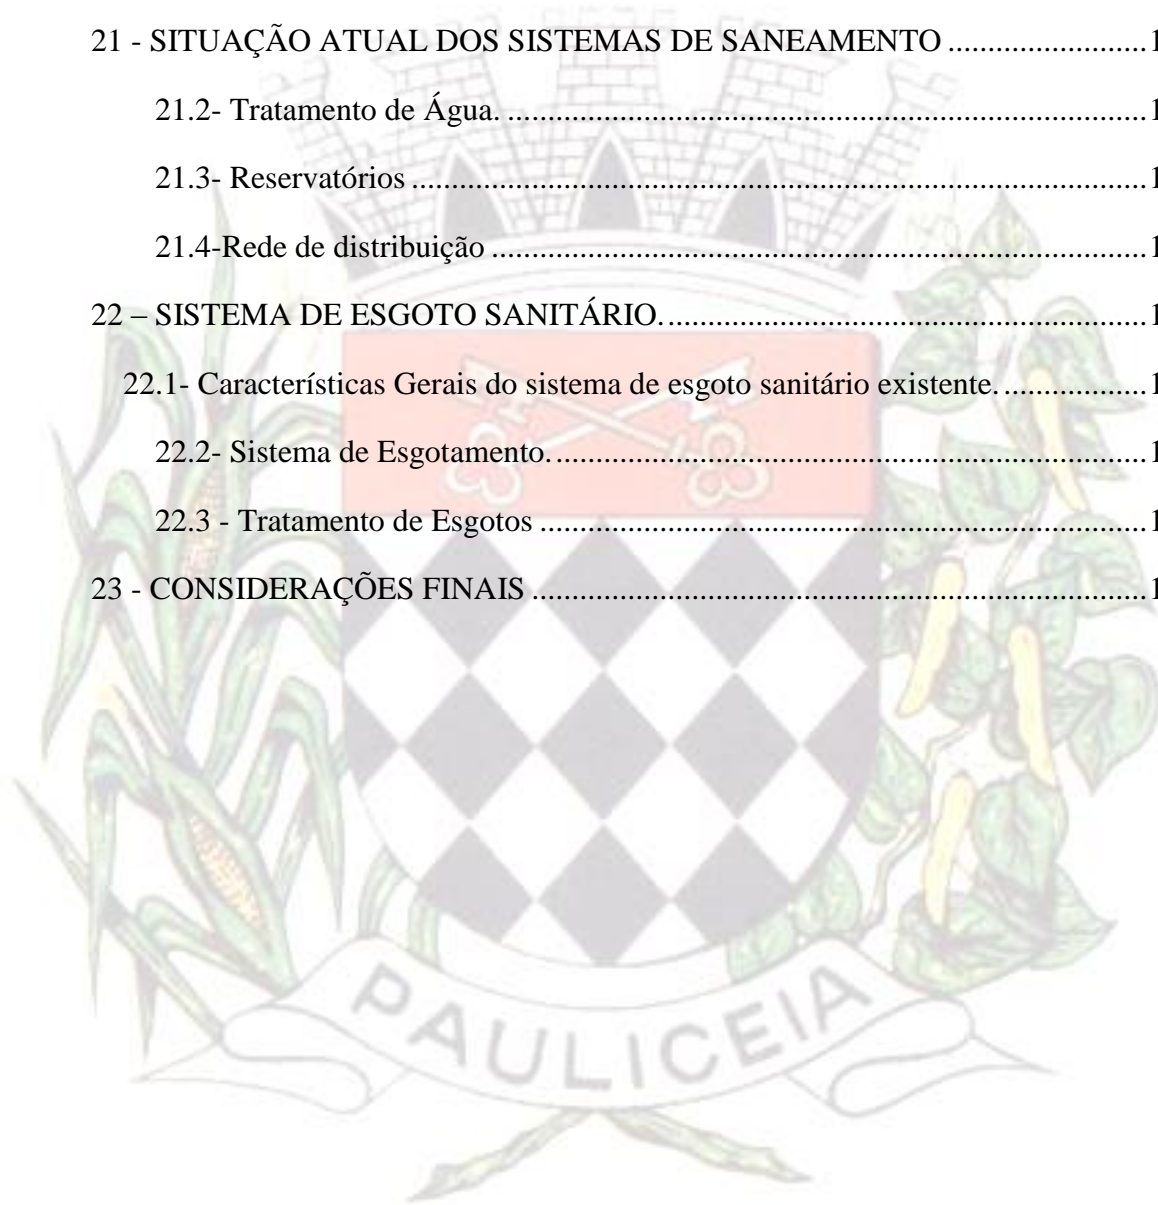 21 - SITUAÇÃO ATUAL DOS SISTEMAS DE SANEAMENTO ......................... 1
21.2- Tratamento de Água. ................................................................................. 1
21.3- Reservatórios ............................................................................................. 1
21.4-Rede de distribuição ................................................................................... 1
22 – SISTEMA DE ESGOTO SANITÁRIO. ............................................................. 1
22.1- Características Gerais do sistema de esgoto sanitário existente. .................. 1
22.2- Sistema de Esgotamento. ........................................................................... 1
22.3 - Tratamento de Esgotos ............................................................................. 1
23 - CONSIDERAÇÕES FINAIS .............................................................................. 1
PAULICEIA